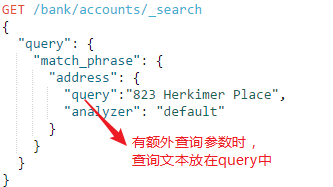 GET /bank/accounts/_search
{
  "query": {
    "match_phrase": {
      "address": {
        "query":"823 Herkimer Place",
        "analyzer": "default"
      }
    }
  }
}
有额外查询参数时，
查询文本放在query中